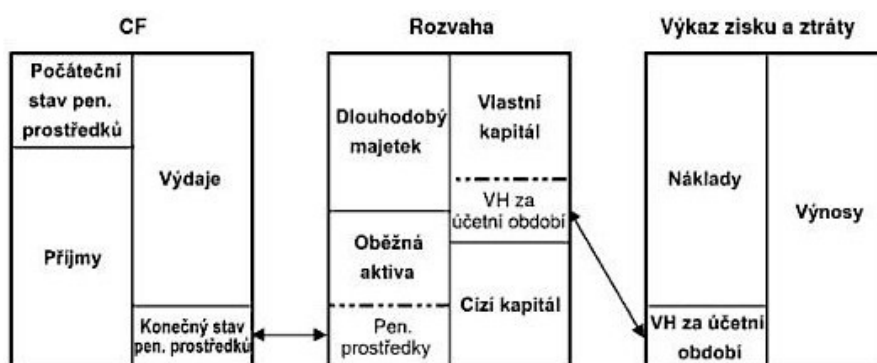 CF
Počáteční
stav pen.
prostředků
Příjmy
Výdaje
Konečný stav
pen. prostředků
Rozvaha
Dlouhodobý
majetek
Oběžná
aktiva
Pen.
prostředky
Vlastní
kapitál
VH za
účetní období
Cizí kapitál
Výkaz zisku a ztráty
Náklady
VH za účetní
období
Výnosy